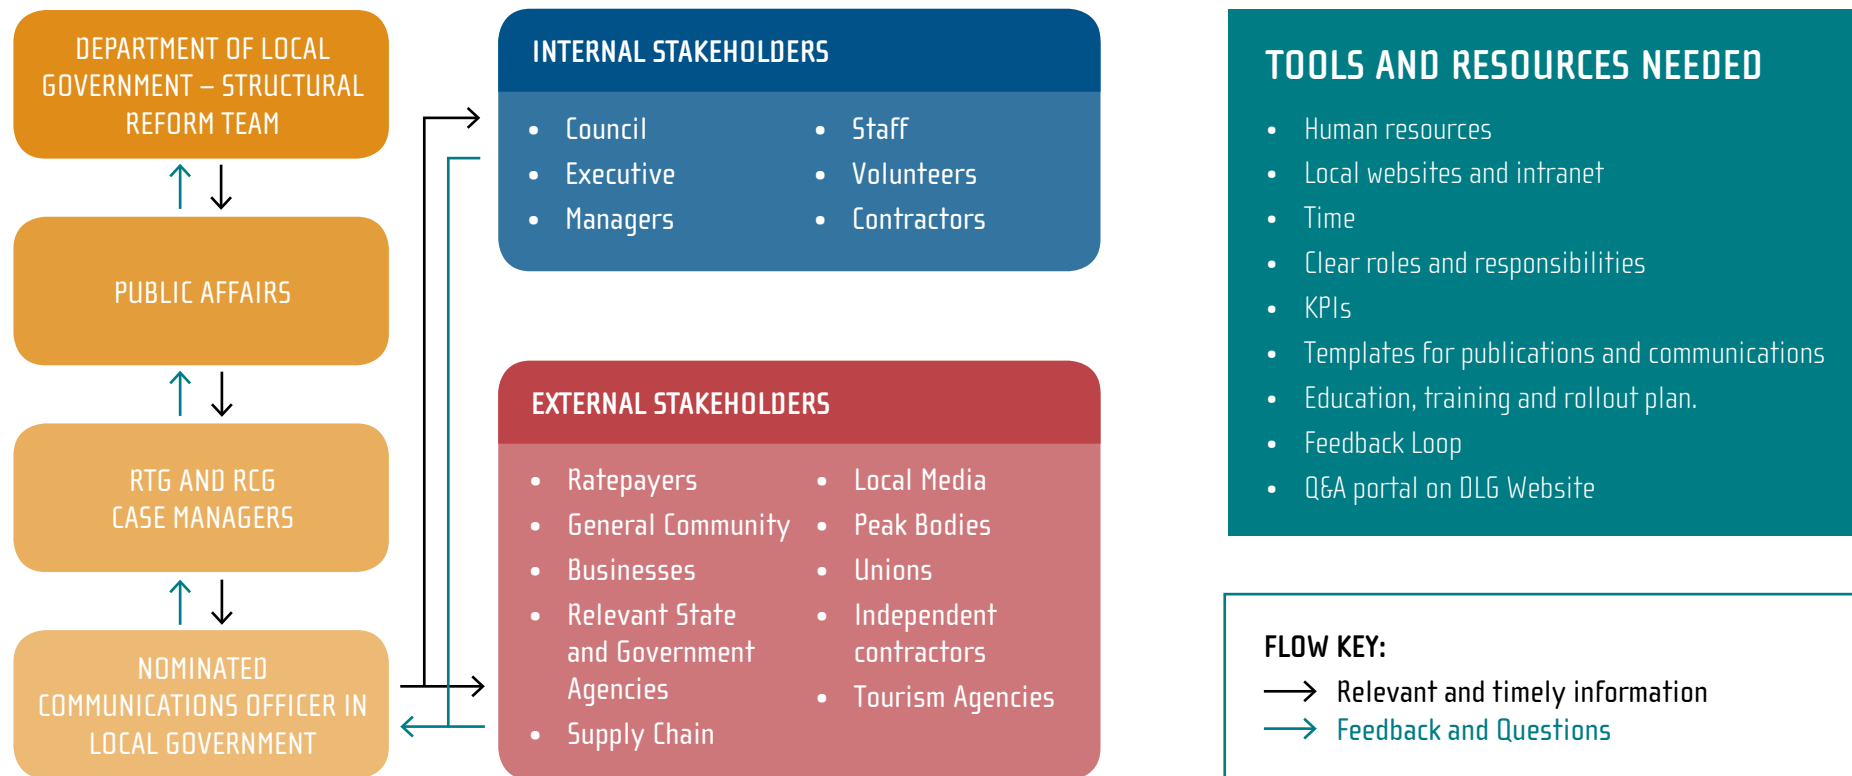 DEPARTMENT OF LOCAL
GOVERNMENT – STRUCTURAL
REFORM TEAM
PUBLIC AFFAIRS
RTG AND RCG
CASE MANAGERS
NOMINATED
COMMUNICATIONS OFFICER IN
LOCAL GOVERNMENT
INTERNAL STAKEHOLDERS
• Council
• Executive
• Managers
• Staff
• Volunteers
• Contractors
EXTERNAL STAKEHOLDERS
• Ratepayers
• General Community
• Businesses
• Relevant State
and Government
Agencies
• Supply Chain
• Local Media
• Peak Bodies
• Unions
• Independent
contractors
• Tourism Agencies
TOOLS AND RESOURCES NEEDED
• Human resources
• Local websites and intranet
• Time
• Clear roles and responsibilities
• KPIs
• Templates for publications and communications
• Education, training and rollout plan.
• Feedback Loop
• Q&A portal on DLG Website
FLOW KEY:
Relevant and timely information
Feedback and Questions